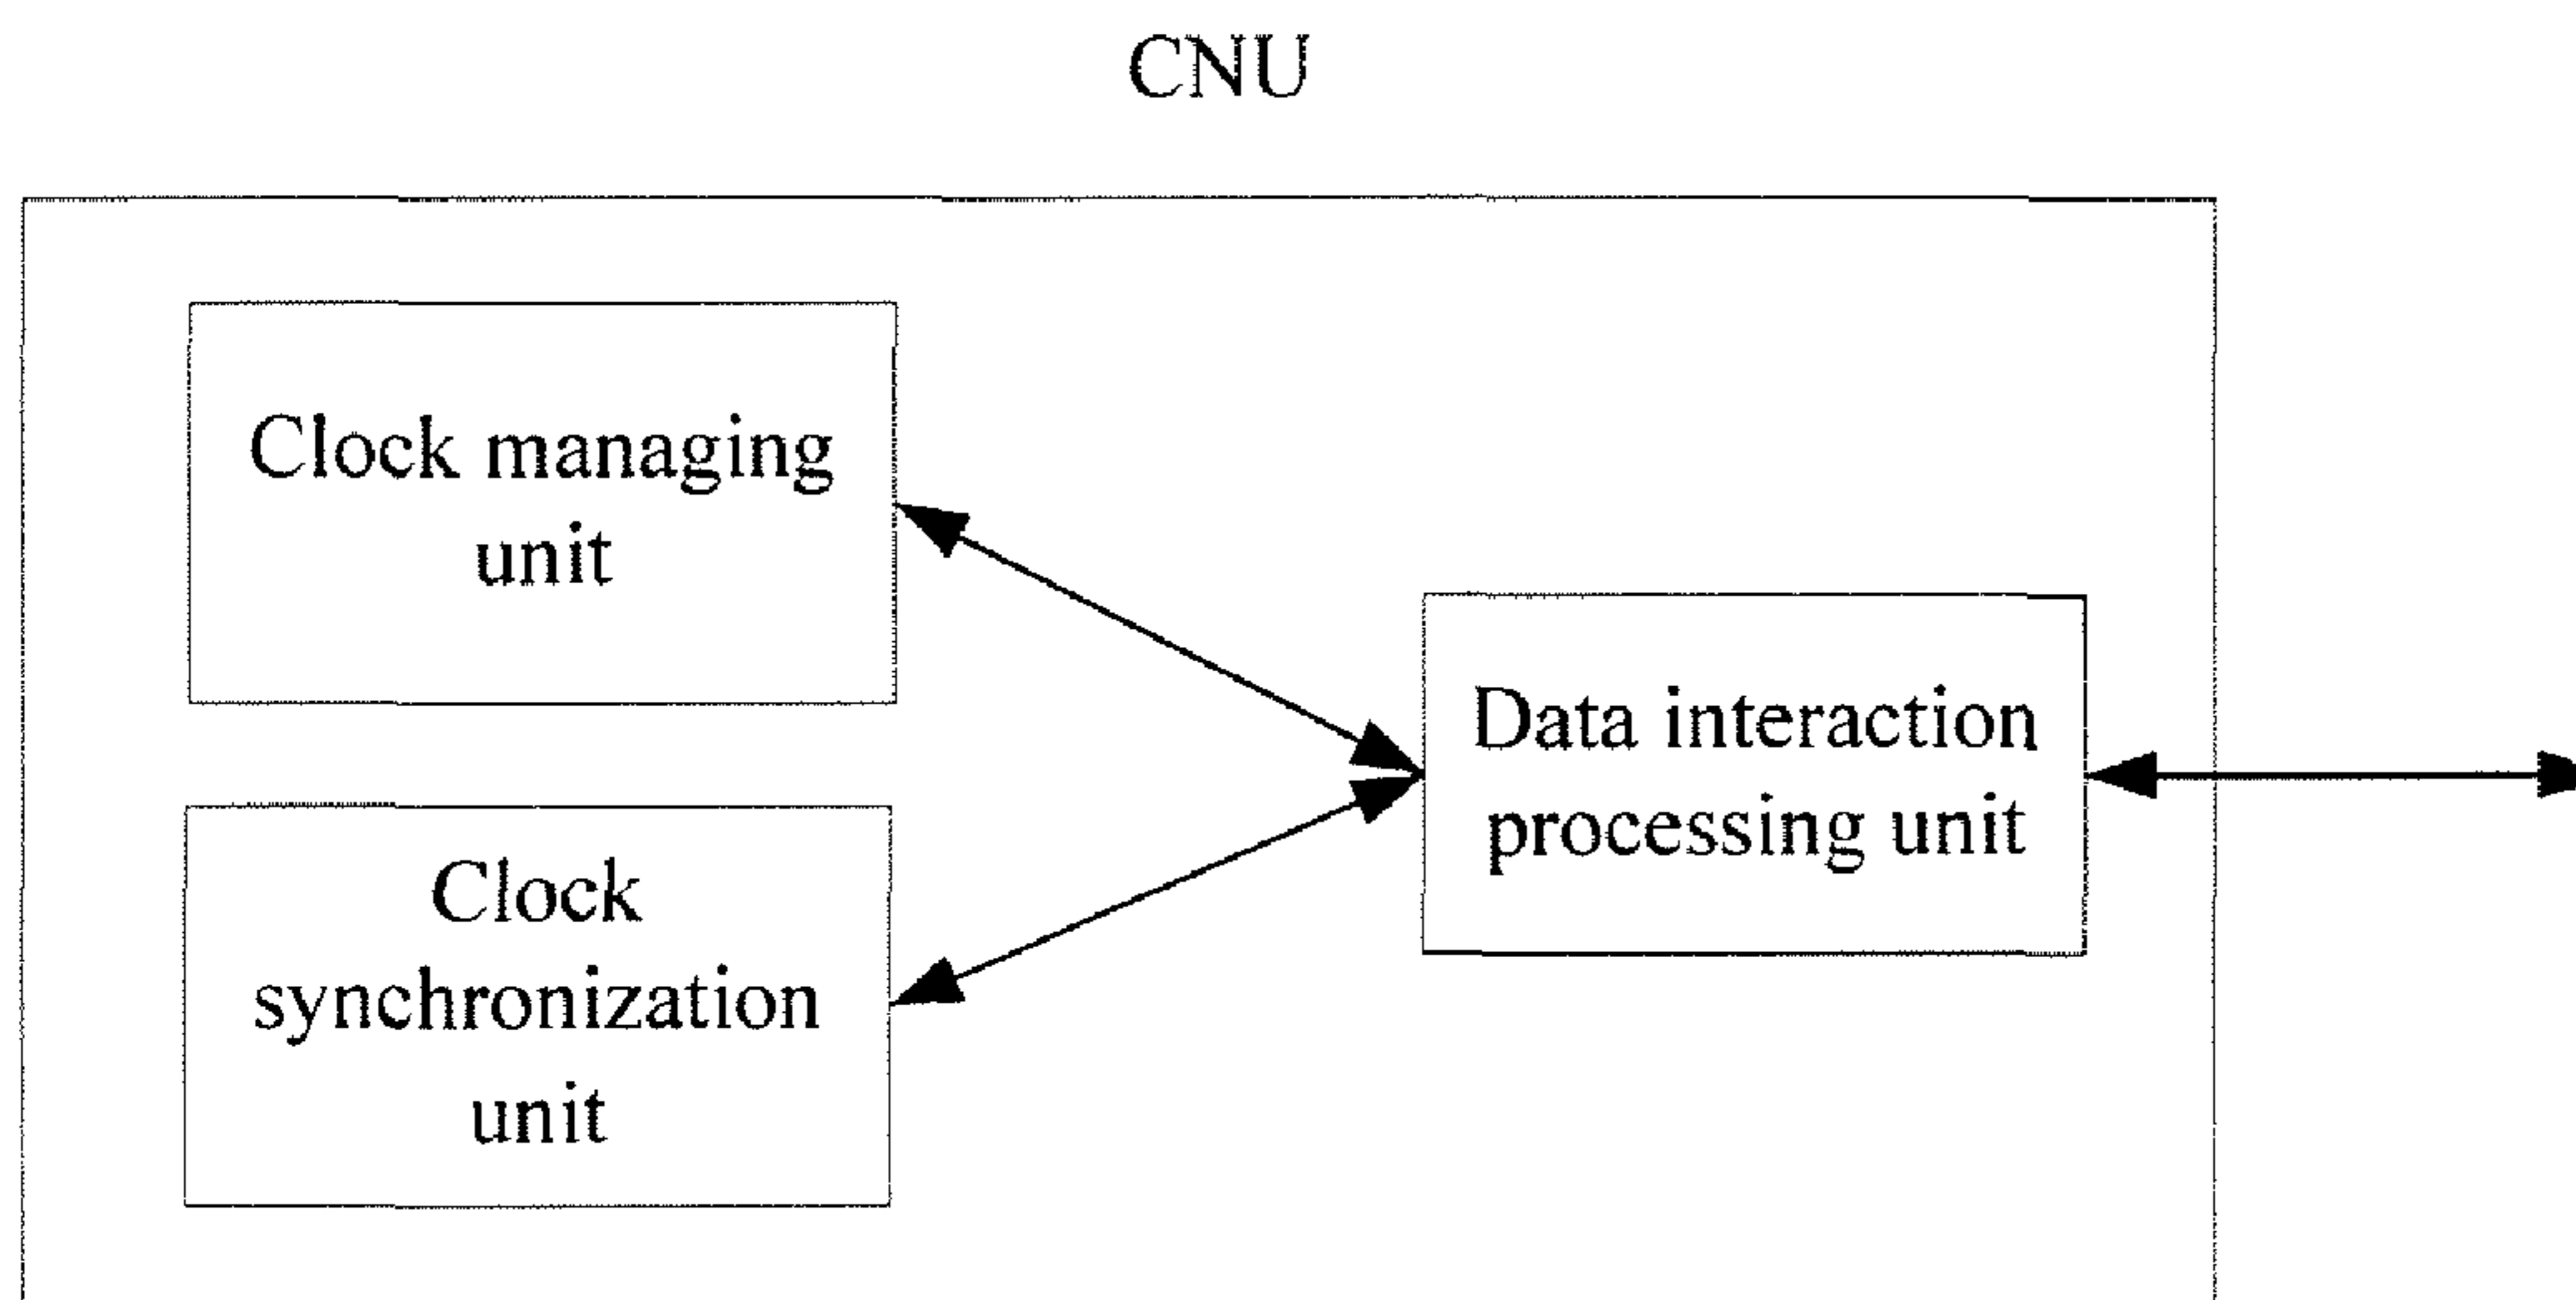 CNU
Clock managing
unit
Data interaction
processing unit
Clock
synchronization
unit